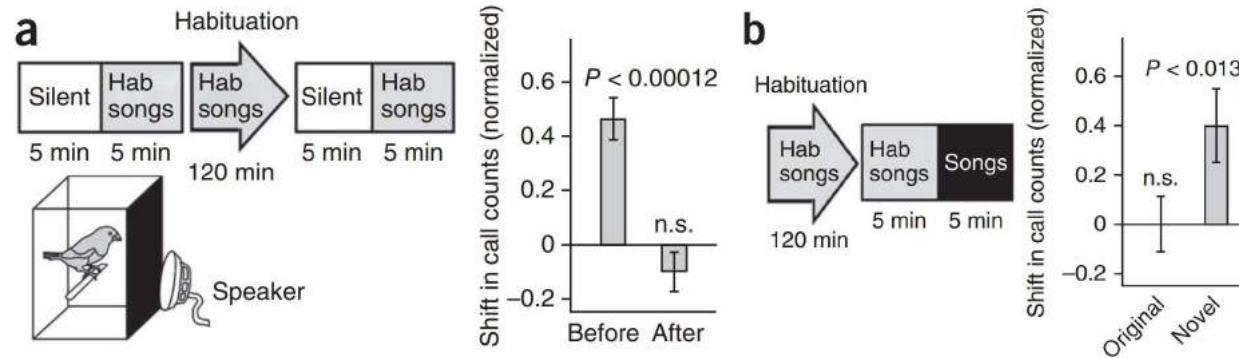 a
Habituation
Silent
Hab songs
Hab songs
Silent
Hab songs
5 min
5 min
120 min
5 min
5 min
Speaker
Shift in call counts (normalized)
0.6
0.4
0.2
0
–0.2
P < 0.00012
n.s.
Before After
b
Habituation
Hab songs
Hab songs
Songs
120 min
5 min
5 min
Shift in call counts (normalized)
0.6
0.4
0.2
0
–0.2
P < 0.013
n.s.
Original
Novel